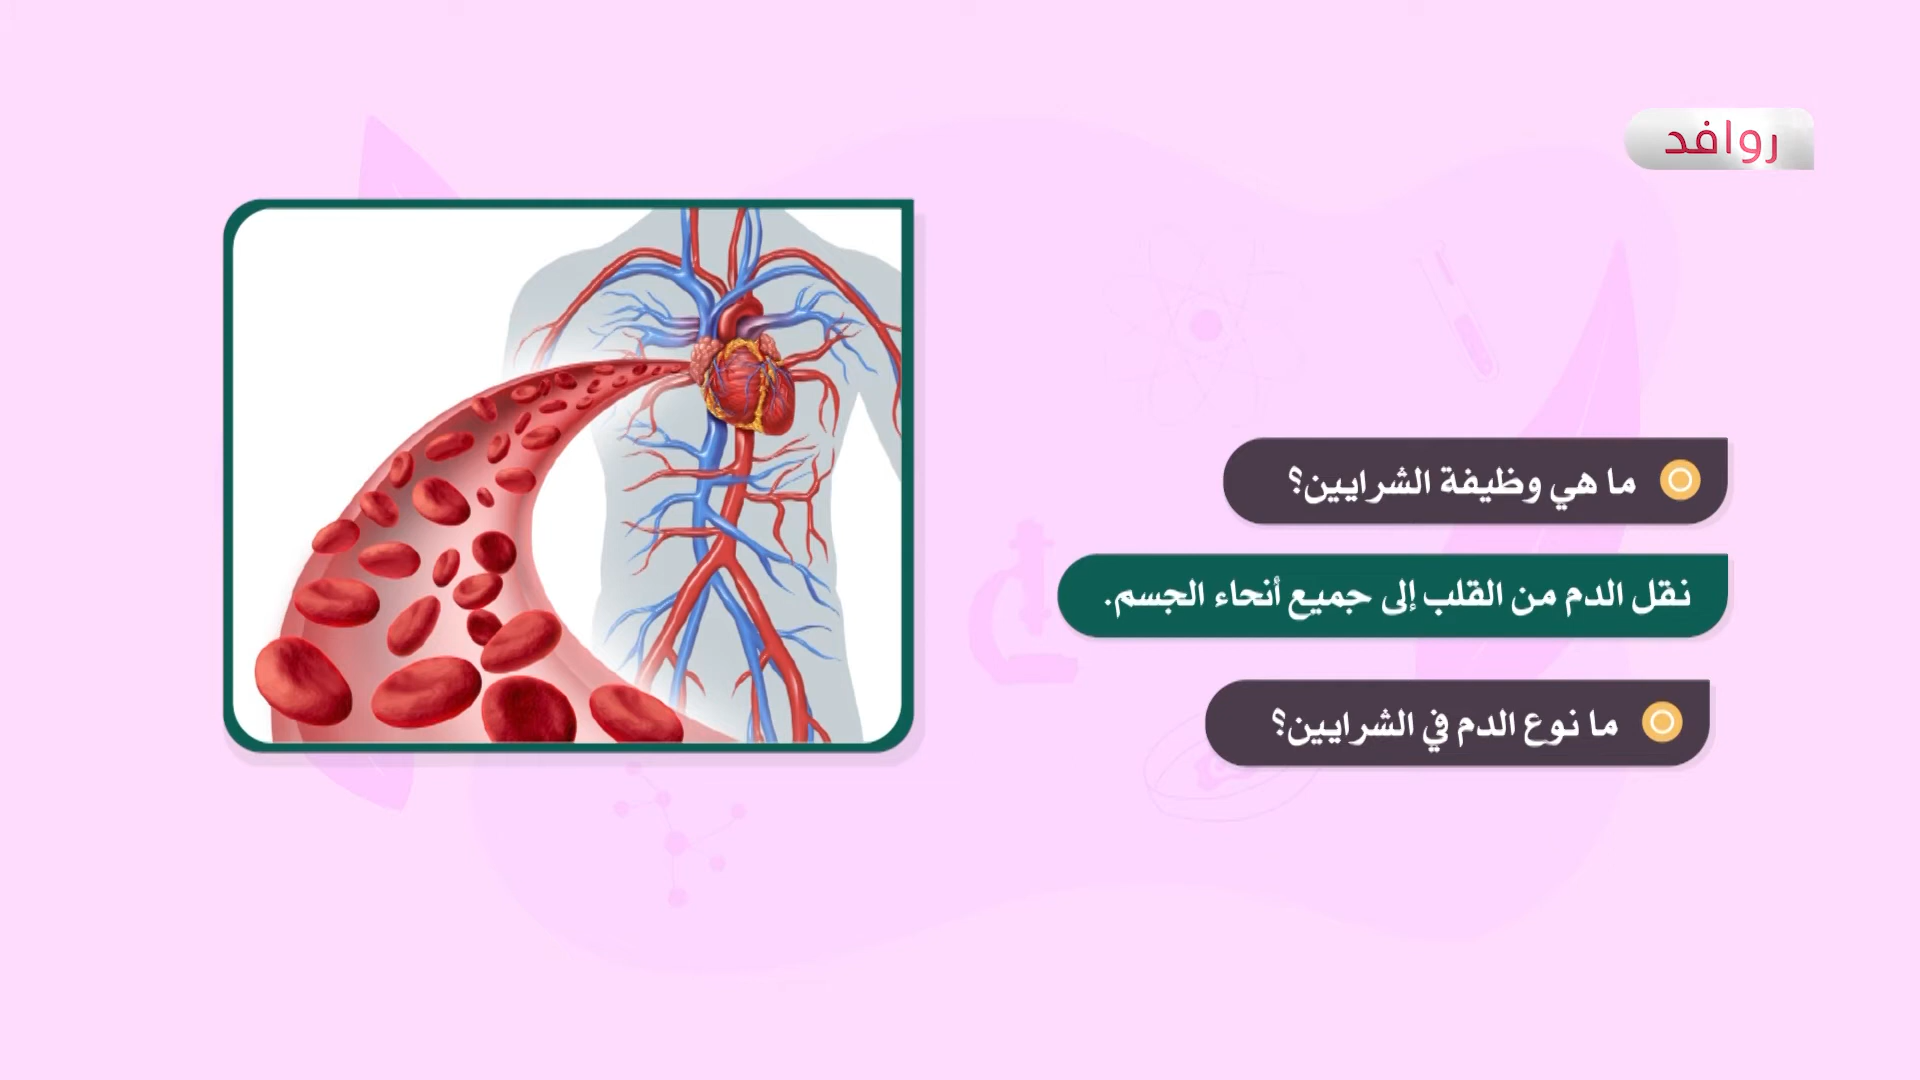 روافد
ما هي وظيفة الشرايين؟
نقل الدم من القلب إلى جميع أنحاء الجسم.
ما نوع الدم في الشرايين؟